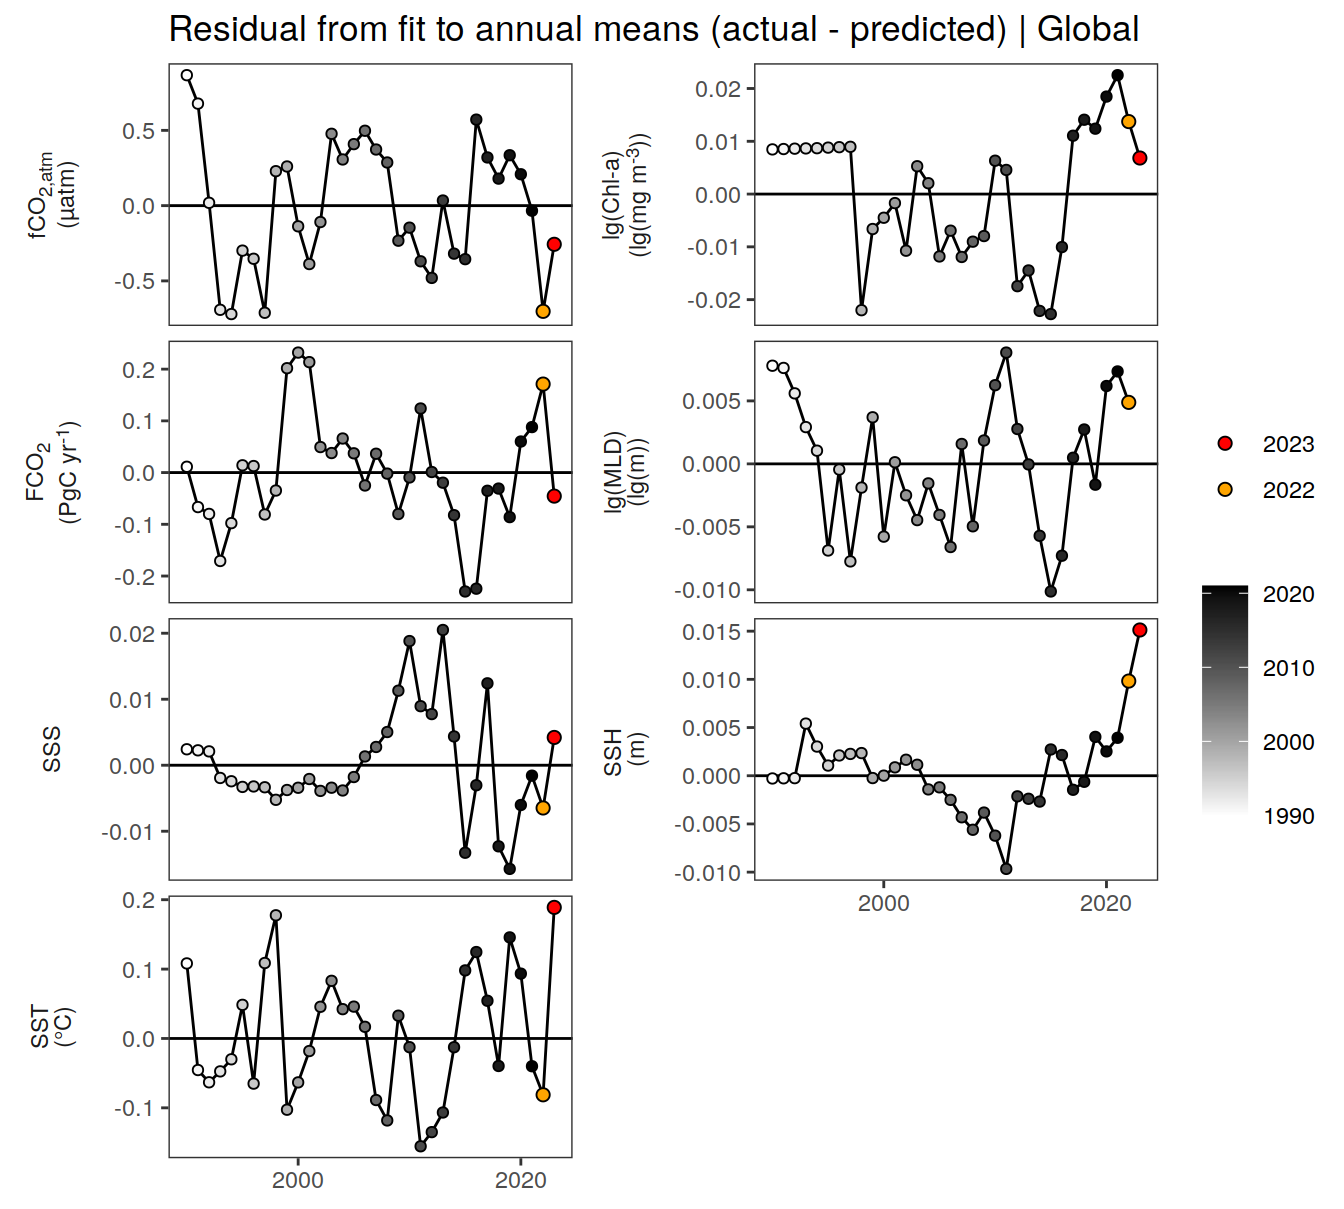 Residual from fit to annual means (actual - predicted) | Global
fCO2,atm
(µatm)
0.5
0.0
-0.5
lg(Chl-a)
(lg(mg m-3))
0.02
0.01
0.00
-0.01
-0.02
FCO2
(PgC yr-1)
0.2
0.1
0.0
-0.1
-0.2
lg(MLD)
(lg(m))
0.005
0.000
-0.005
-0.010
SSS
0.02
0.01
0.00
-0.01
SSH
(m)
0.015
0.010
0.005
0.000
-0.005
-0.010
2000 2020
SST
(°C)
0.2
0.1
0.0
-0.1
2000 2020
2023
2022
2020
2010
2000
1990